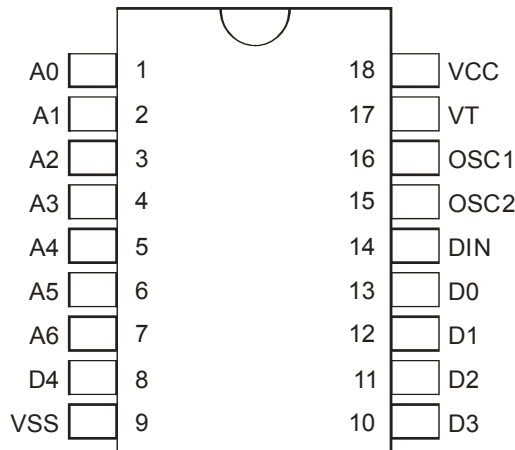 A0 1 18 VCC
A1 2 17 VT
A2 3 16 OSC1
A3 4 15 OSC2
A4 5 14 DIN
A5 6 13 D0
A6 7 12 D1
D4 8 11 D2
VSS 9 10 D3